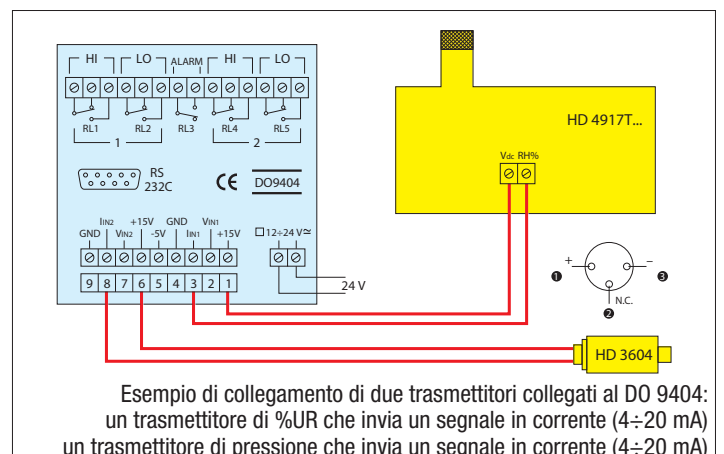 HI LO ALARM HI LO
RL1 RL2 RL3 RL4 RL5
1 2
HD 4917T...
Vdc RH%
RS
232C
CE
DO9404
IIN2 +15V GND VIN1
GND VIN2 -5V IIN1 +15V
12÷24 V≃
9 8 7 6 5 4 3 2 1
24 V
+ −
❶ ❸
N.C.
❷
HD 3604
Esempio di collegamento di due trasmettitori collegati al DO 9404:
un trasmettitore di %UR che invia un segnale in corrente (4÷20 mA)
un trasmettitore di pressione che invia un segnale in corrente (4÷20 mA)